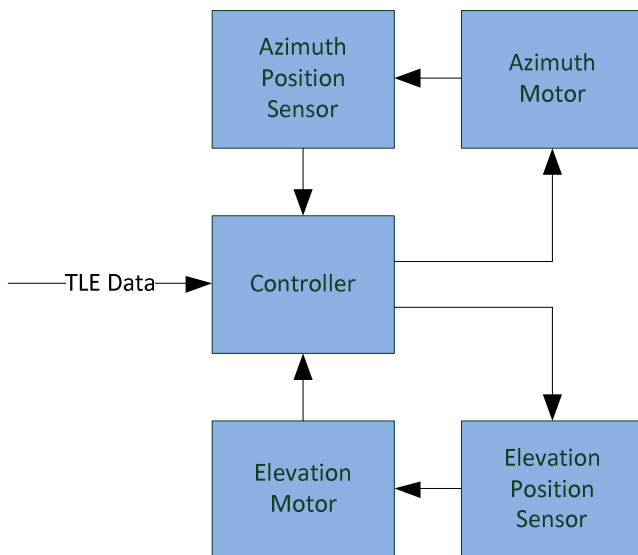 Azimuth
Position
Sensor
Azimuth
Motor
TLE Data
Controller
Elevation
Motor
Elevation
Position
Sensor